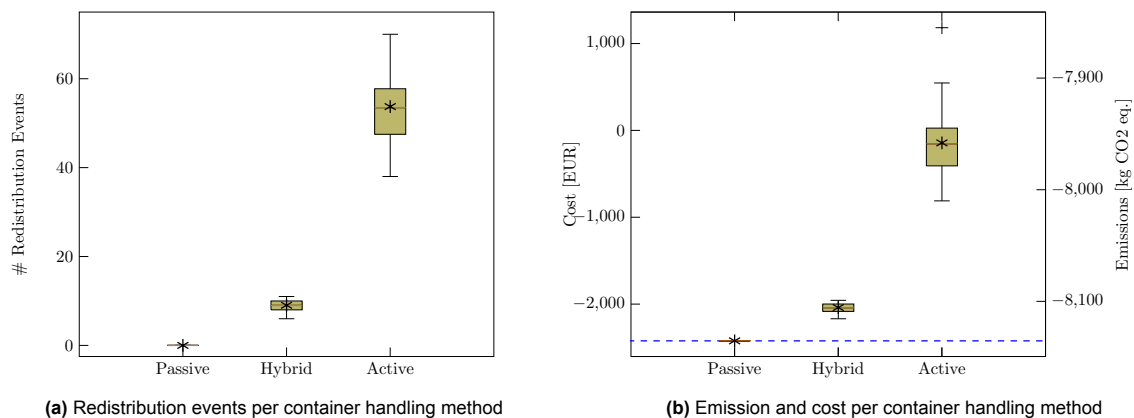 60
40
20
0
# Redistribution Events
Passive
Hybrid
Active
(a) Redistribution events per container handling method
1,000
0
−1,000
−2,000
Cost [EUR]
−7,900
−8,000
−8,100
Emissions [kg CO2 eq.]
Passive
Hybrid
Active
(b) Emission and cost per container handling method